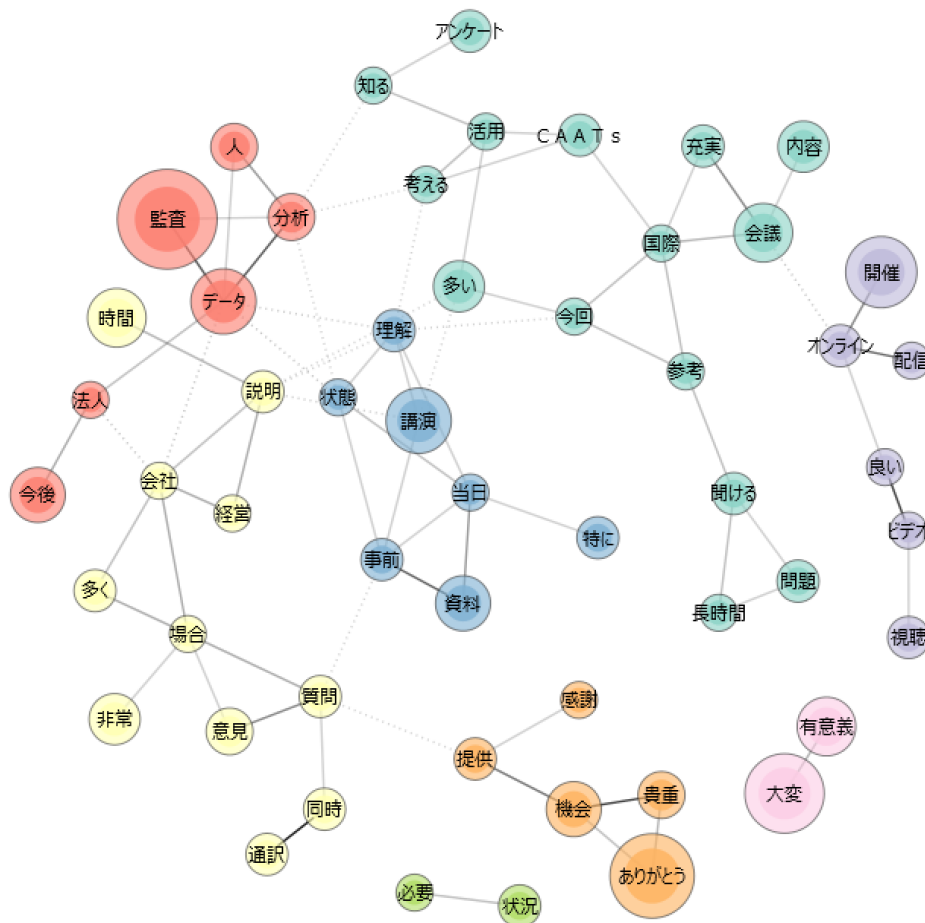 アンケート
知る
活用
ＣＡＡＴｓ
人
充実
内容
考える
監査
分析
会議
国際
開催
多い
データ
時間
今回
理解
オンライン
配信
参考
説明
状態
法人
講演
良い
会社
当日
聞ける
今後
経営
ビデオ
特に
事前
問題
多く
資料
長時間
場合
視聴
質問
感謝
非常
意見
有意義
提供
大変
同時
機会
貴重
通訳
ありがとう
必要
状況